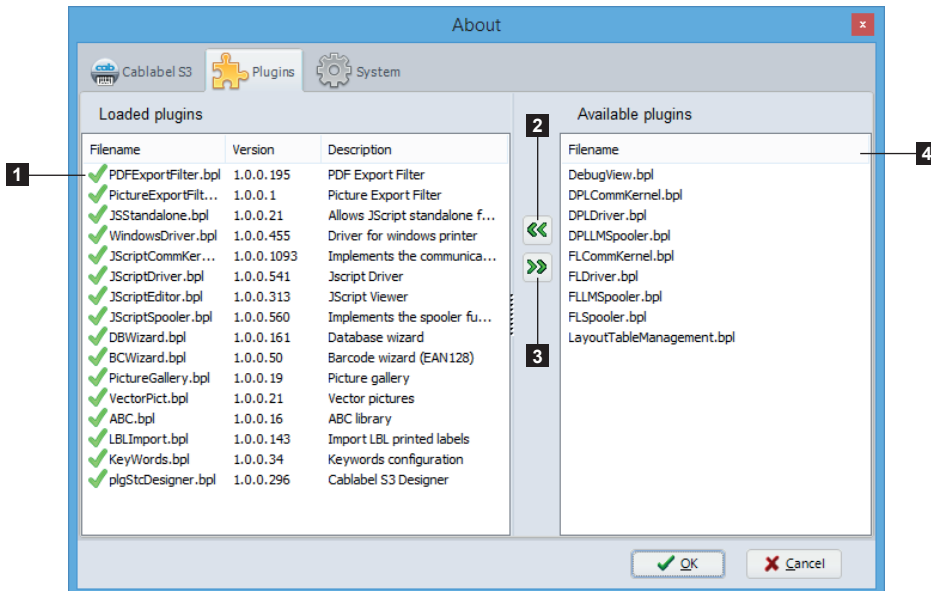 About
x
cab Cablabel S3 Plugins System
Loaded plugins
Available plugins
2
Filename Version Description
Filename
4
1
PDFExportFilter.bpl 1.0.0.195 PDF Export Filter
PictureExportFilt... 1.0.0.1 Picture Export Filter
JSStandalone.bpl 1.0.0.21 Allows JScript standalone f...
WindowsDriver.bpl 1.0.0.455 Driver for windows printer
JScriptCommKer... 1.0.0.1093 Implements the communica...
JScriptDriver.bpl 1.0.0.541 Jscript Driver
JScriptEditor.bpl 1.0.0.313 JScript Viewer
JScriptSpooler.bpl 1.0.0.560 Implements the spooler fu...
DBWizard.bpl 1.0.0.161 Database wizard
BCWizard.bpl 1.0.0.50 Barcode wizard (EAN128)
PictureGallery.bpl 1.0.0.19 Picture gallery
VectorPict.bpl 1.0.0.21 Vector pictures
ABC.bpl 1.0.0.16 ABC library
LBLImport.bpl 1.0.0.143 Import LBL printed labels
KeyWords.bpl 1.0.0.34 Keywords configuration
plgStcDesigner.bpl 1.0.0.296 Cablabel S3 Designer
3
DebugView.bpl
DPLCommKernel.bpl
DPLDriver.bpl
DPLLMSpooler.bpl
FLCommKernel.bpl
FLDriver.bpl
FLLMSpooler.bpl
FLSpooler.bpl
LayoutTableManagement.bpl
OK
Cancel